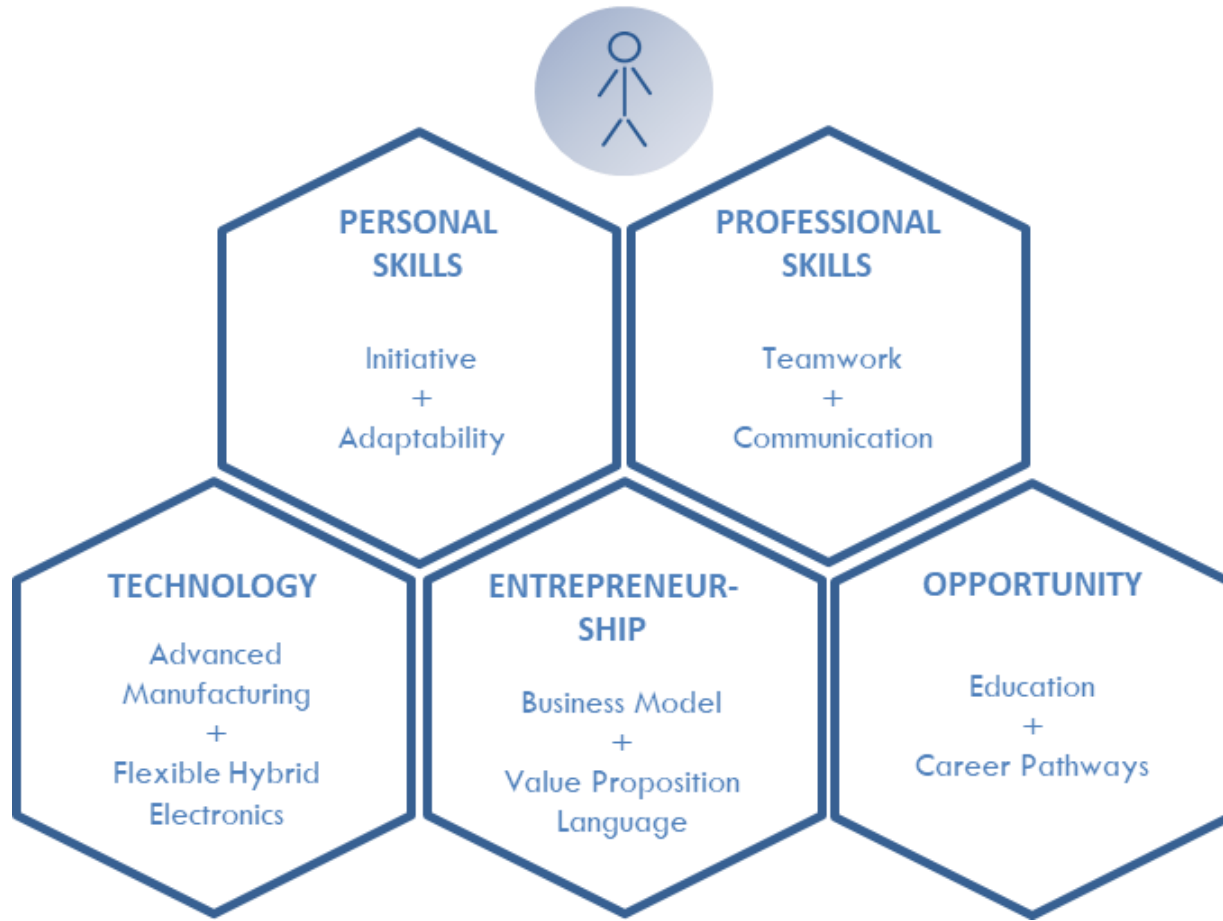 PERSONAL
SKILLS
Initiative
+
Adaptability
PROFESSIONAL
SKILLS
Teamwork
+
Communication
TECHNOLOGY
Advanced
Manufacturing
+
Flexible Hybrid
Electronics
ENTREPRENEUR-
SHIP
Business Model
+
Value Proposition
Language
OPPORTUNITY
Education
+
Career Pathways